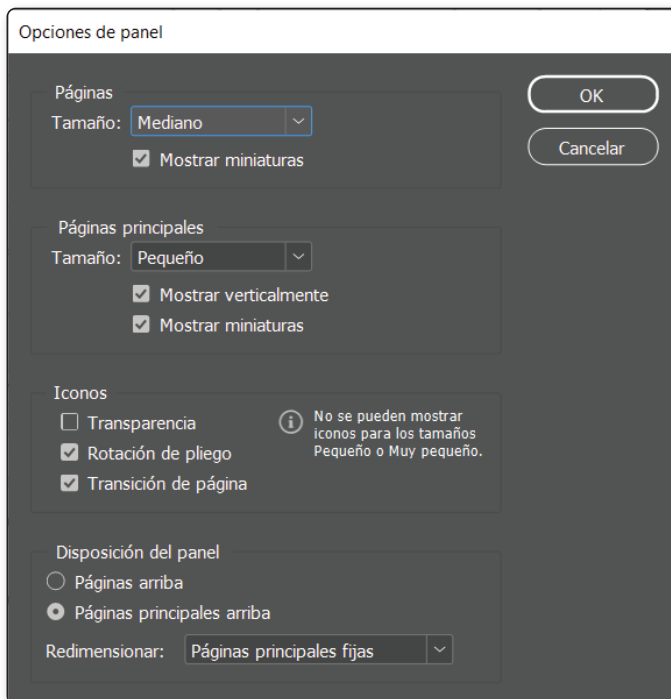 Opciones de panel
Páginas
Tamaño: Mediano
Mostrar miniaturas
OK
Cancelar
Páginas principales
Tamaño: Pequeño
Mostrar verticalmente
Mostrar miniaturas
Iconos
Transparencia
Rotación de pliego
Transición de página
No se pueden mostrar
iconos para los tamaños
Pequeño o Muy pequeño.
Disposición del panel
Páginas arriba
Páginas principales arriba
Redimensionar: Páginas principales fijas